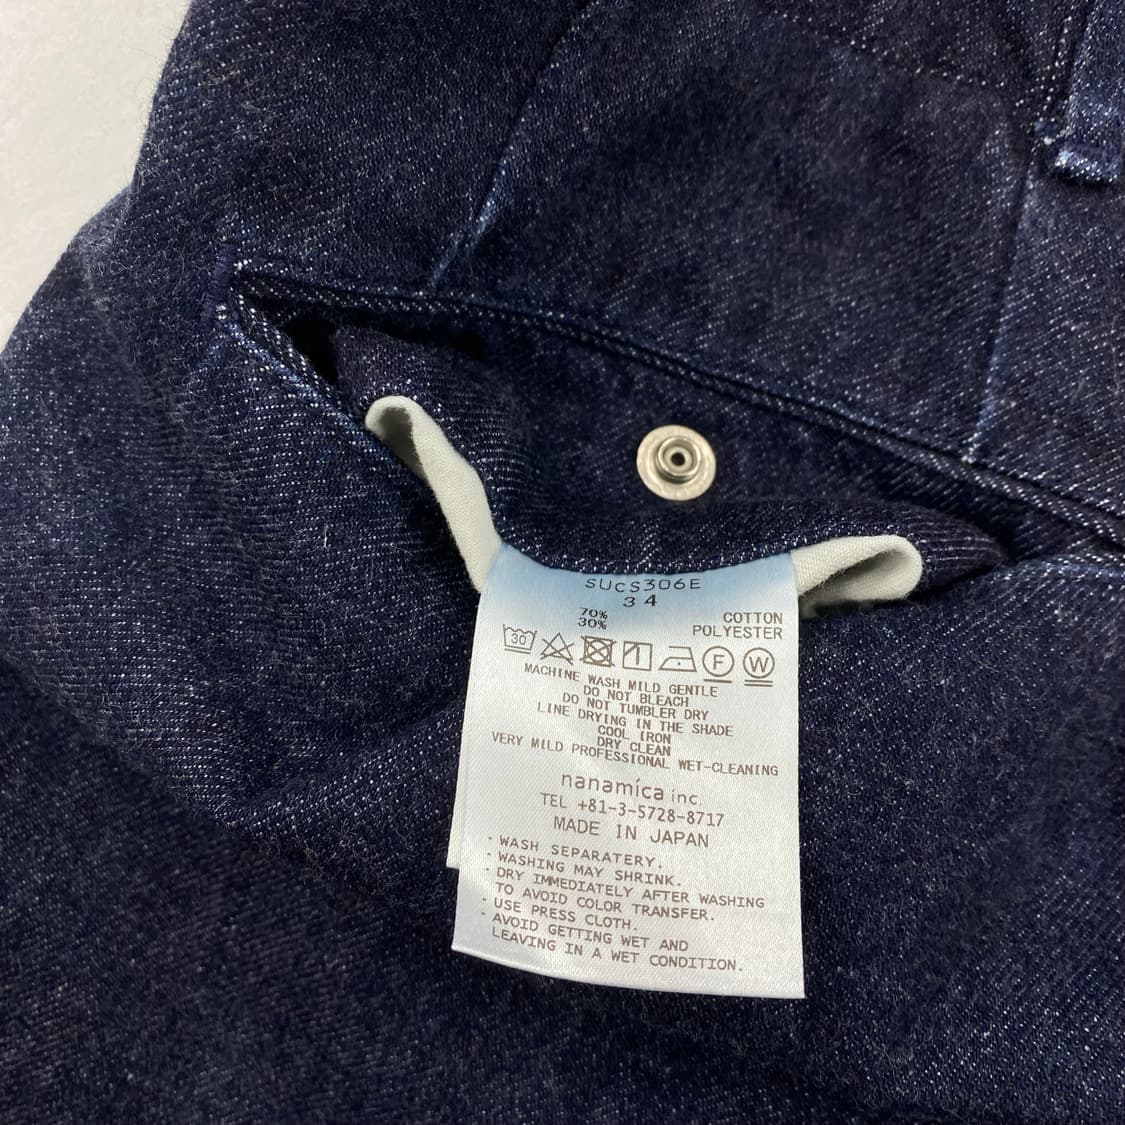 SUCS306E
34
70% COTTON
30% POLYESTER
30 F W
MACHINE WASH MILD GENTLE
DO NOT BLEACH
DO NOT TUMBLER DRY
LINE DRYING IN THE SHADE
COOL IRON
DRY CLEAN
VERY MILD PROFESSIONAL WET-CLEANING
nanamica inc.
TEL +81-3-5728-8717
MADE IN JAPAN
・WASH SEPARATERY.
・WASHING MAY SHRINK.
・DRY IMMEDIATELY AFTER WASHING
TO AVOID COLOR TRANSFER.
・USE PRESS CLOTH.
・AVOID GETTING WET AND
LEAVING IN A WET CONDITION.